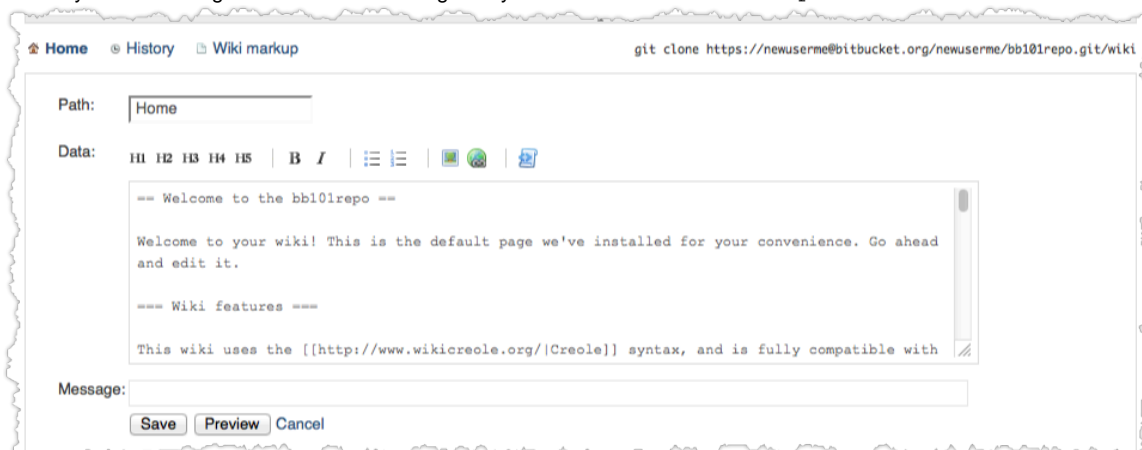 Home History Wiki markup git clone https://newuserme@bitbucket.org/newuserme/bb101repo.git/wiki
Path: Home
Data: H1 H2 H3 H4 H5 B I
== Welcome to the bb101repo ==
Welcome to your wiki! This is the default page we've installed for your convenience. Go ahead
and edit it.
=== Wiki features ===
This wiki uses the [[http://www.wikicreole.org/|Creole]] syntax, and is fully compatible with
Message:
Save Preview Cancel